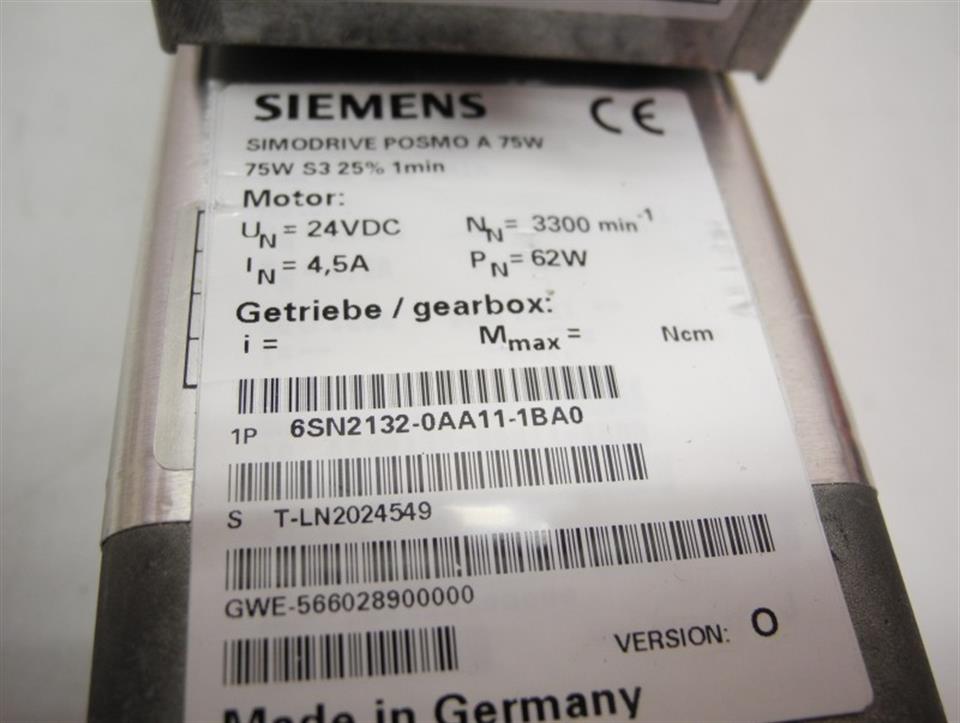 SIEMENS CE
SIMODRIVE POSMO A 75W
75W S3 25% 1min
Motor:
UN = 24VDC NN = 3300 min-1
IN = 4,5A PN = 62W
Getriebe / gearbox:
i = Mmax = Ncm
1P 6SN2132-0AA11-1BA0
S T-LN2024549
GWE-566028900000
VERSION: O
Made in Germany